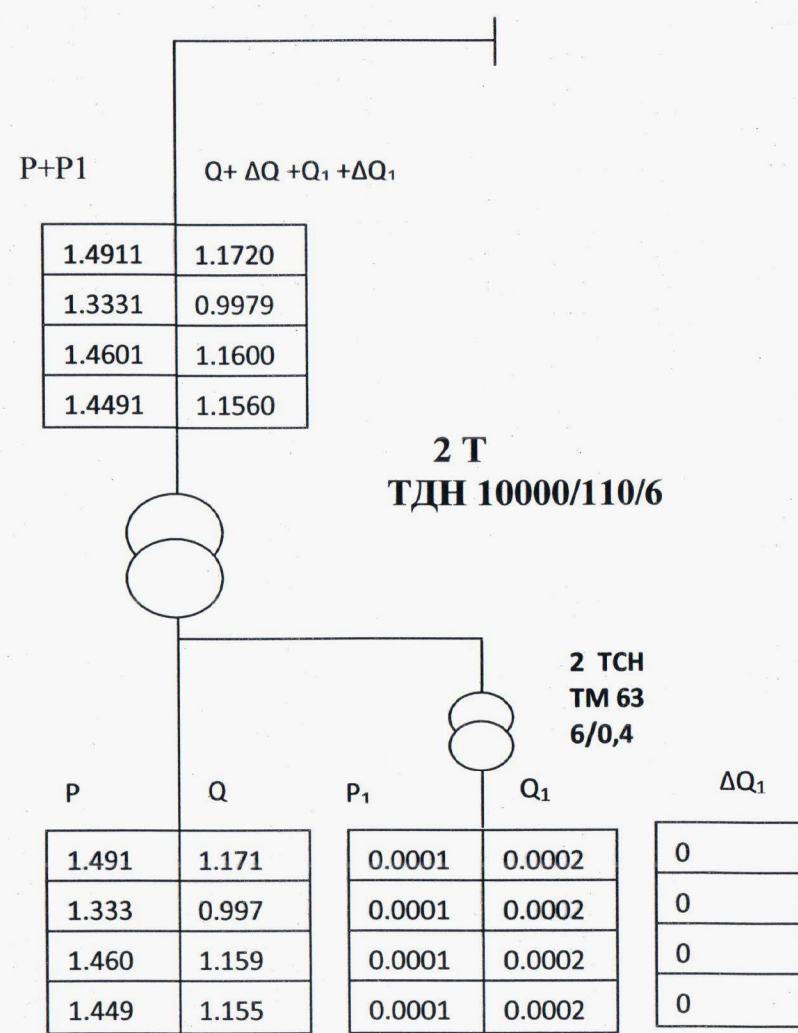 P+P1 Q+ ΔQ +Q₁ +ΔQ₁
1.4911 1.1720
1.3331 0.9979
1.4601 1.1600
1.4491 1.1560
2 Т
ТДН 10000/110/6
2 ТСН
ТМ 63
6/0,4
P Q P₁ Q₁ ΔQ₁
1.491 1.171 0.0001 0.0002 0
1.333 0.997 0.0001 0.0002 0
1.460 1.159 0.0001 0.0002 0
1.449 1.155 0.0001 0.0002 0